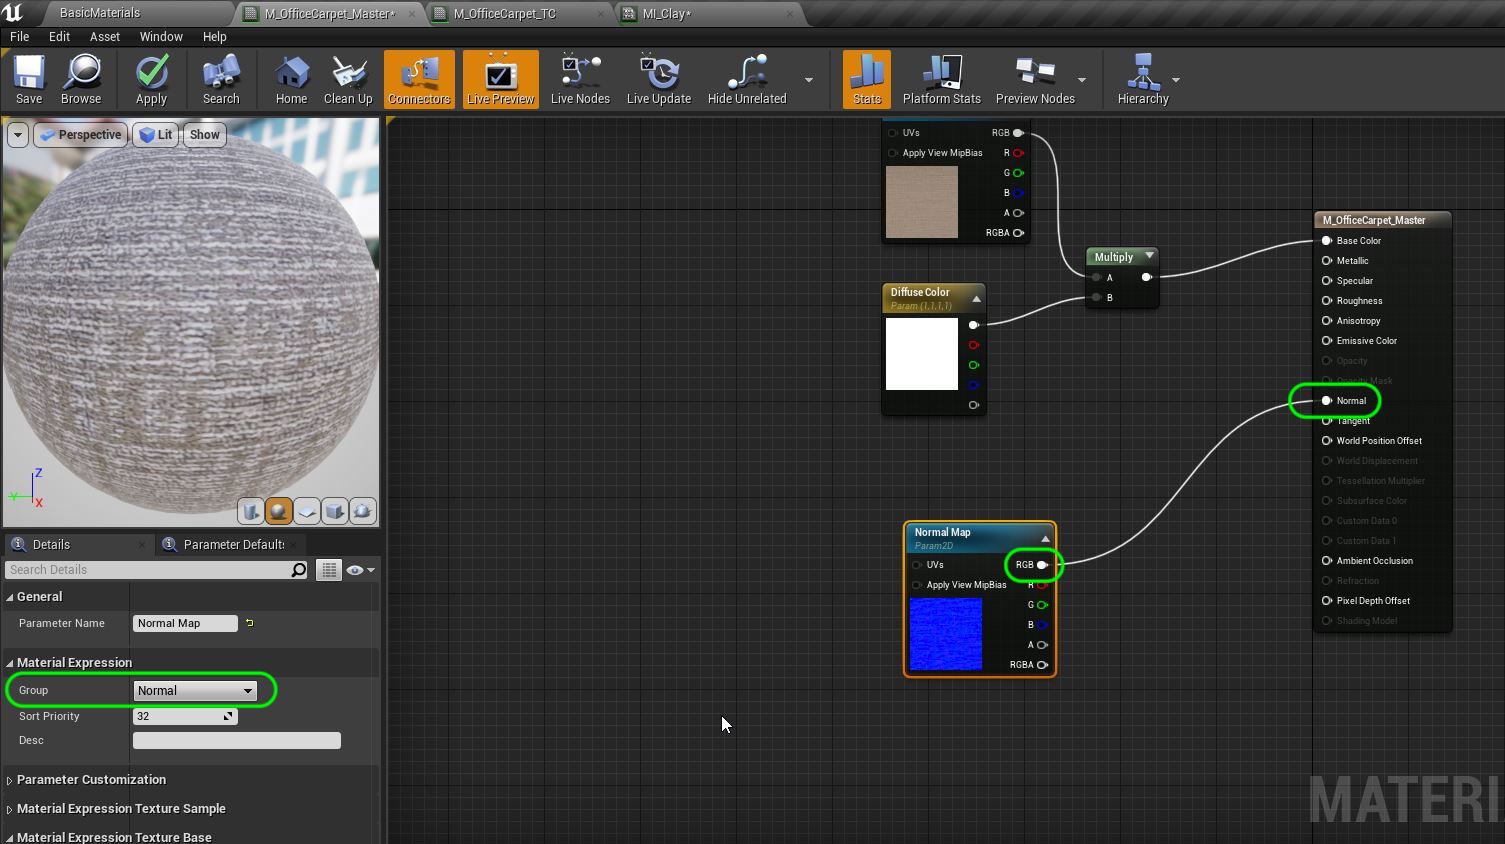 BasicMaterials
M_OfficeCarpet_Master*
M_OfficeCarpet_TC
MI_Clay*
File Edit Asset Window Help
Save
Browse
Apply
Search
Home
Clean Up
Connectors
Live Preview
Live Nodes
Live Update
Hide Unrelated
Stats
Platform Stats
Preview Nodes
Hierarchy
Perspective
Lit
Show
Z
Y
X
Details
Parameter Defaults
Search Details
General
Parameter Name Normal Map
Material Expression
Group Normal
Sort Priority 32
Desc
Parameter Customization
Material Expression Texture Sample
Material Expression Texture Base
UVs RGB
Apply View MipBias R
G
B
A
RGBA
Diffuse Color
Param (1,1,1,1)
Multiply
A
B
Normal Map
Param2D
UVs RGB
Apply View MipBias R
G
B
A
RGBA
M_OfficeCarpet_Master
Base Color
Metallic
Specular
Roughness
Anisotropy
Emissive Color
Opacity
Opacity Mask
Normal
Tangent
World Position Offset
World Displacement
Tessellation Multiplier
Subsurface Color
Custom Data 0
Custom Data 1
Ambient Occlusion
Refraction
Pixel Depth Offset
Shading Model
MATERI